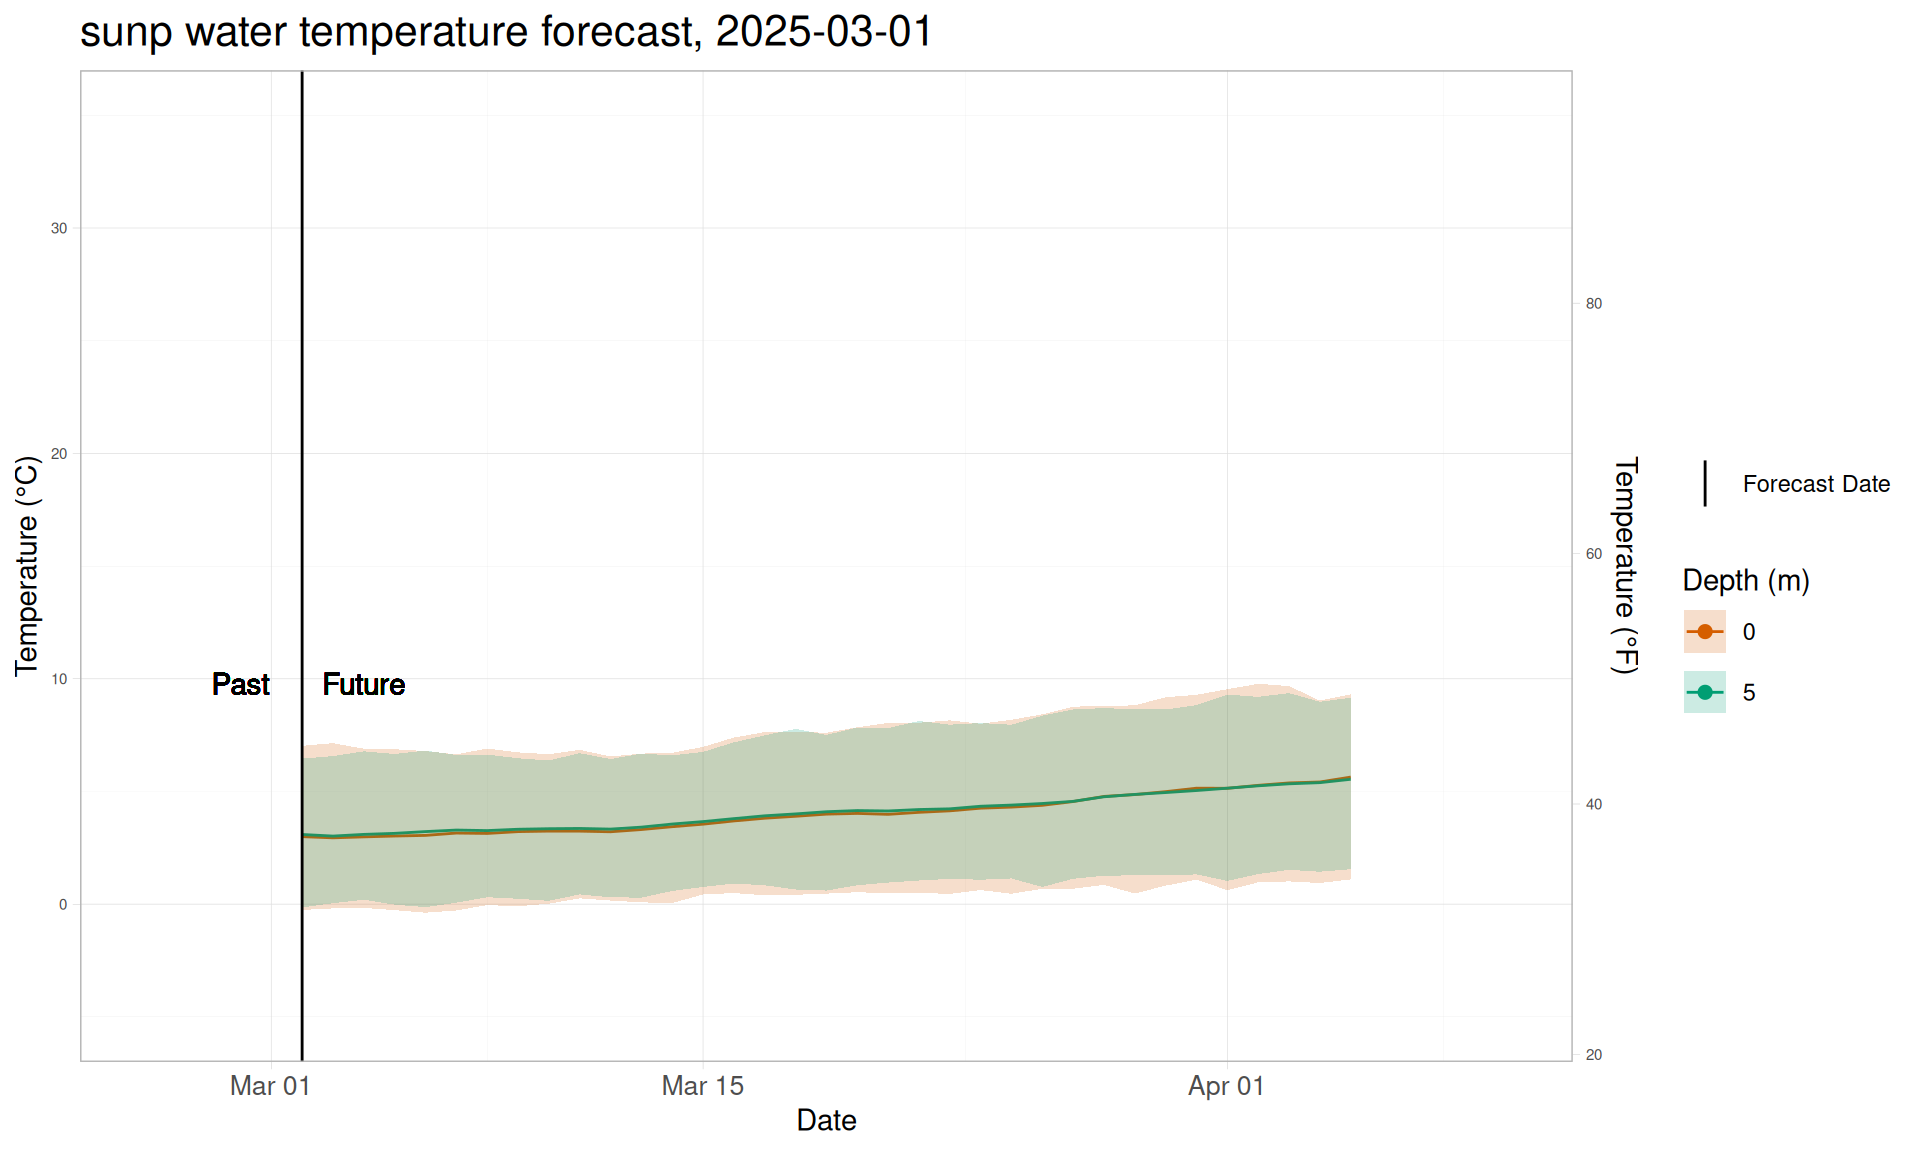 sunp water temperature forecast, 2025-03-01
30
20
10
0
Temperature (°C)
Past
Future
80
60
40
20
Temperature (°F)
Mar 01
Mar 15
Apr 01
Date
Forecast Date
Depth (m)
0
5